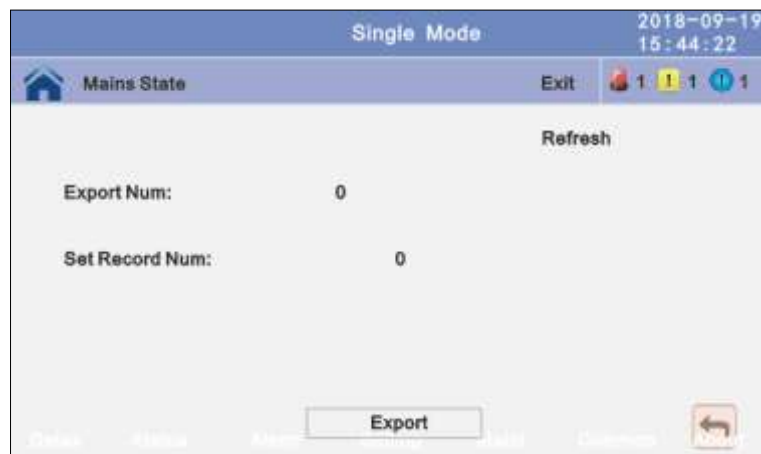 Single Mode
2018-09-19
15:44:22
Mains State
Exit
1 ! 1 1
Refresh
Export Num: 0
Set Record Num: 0
Export